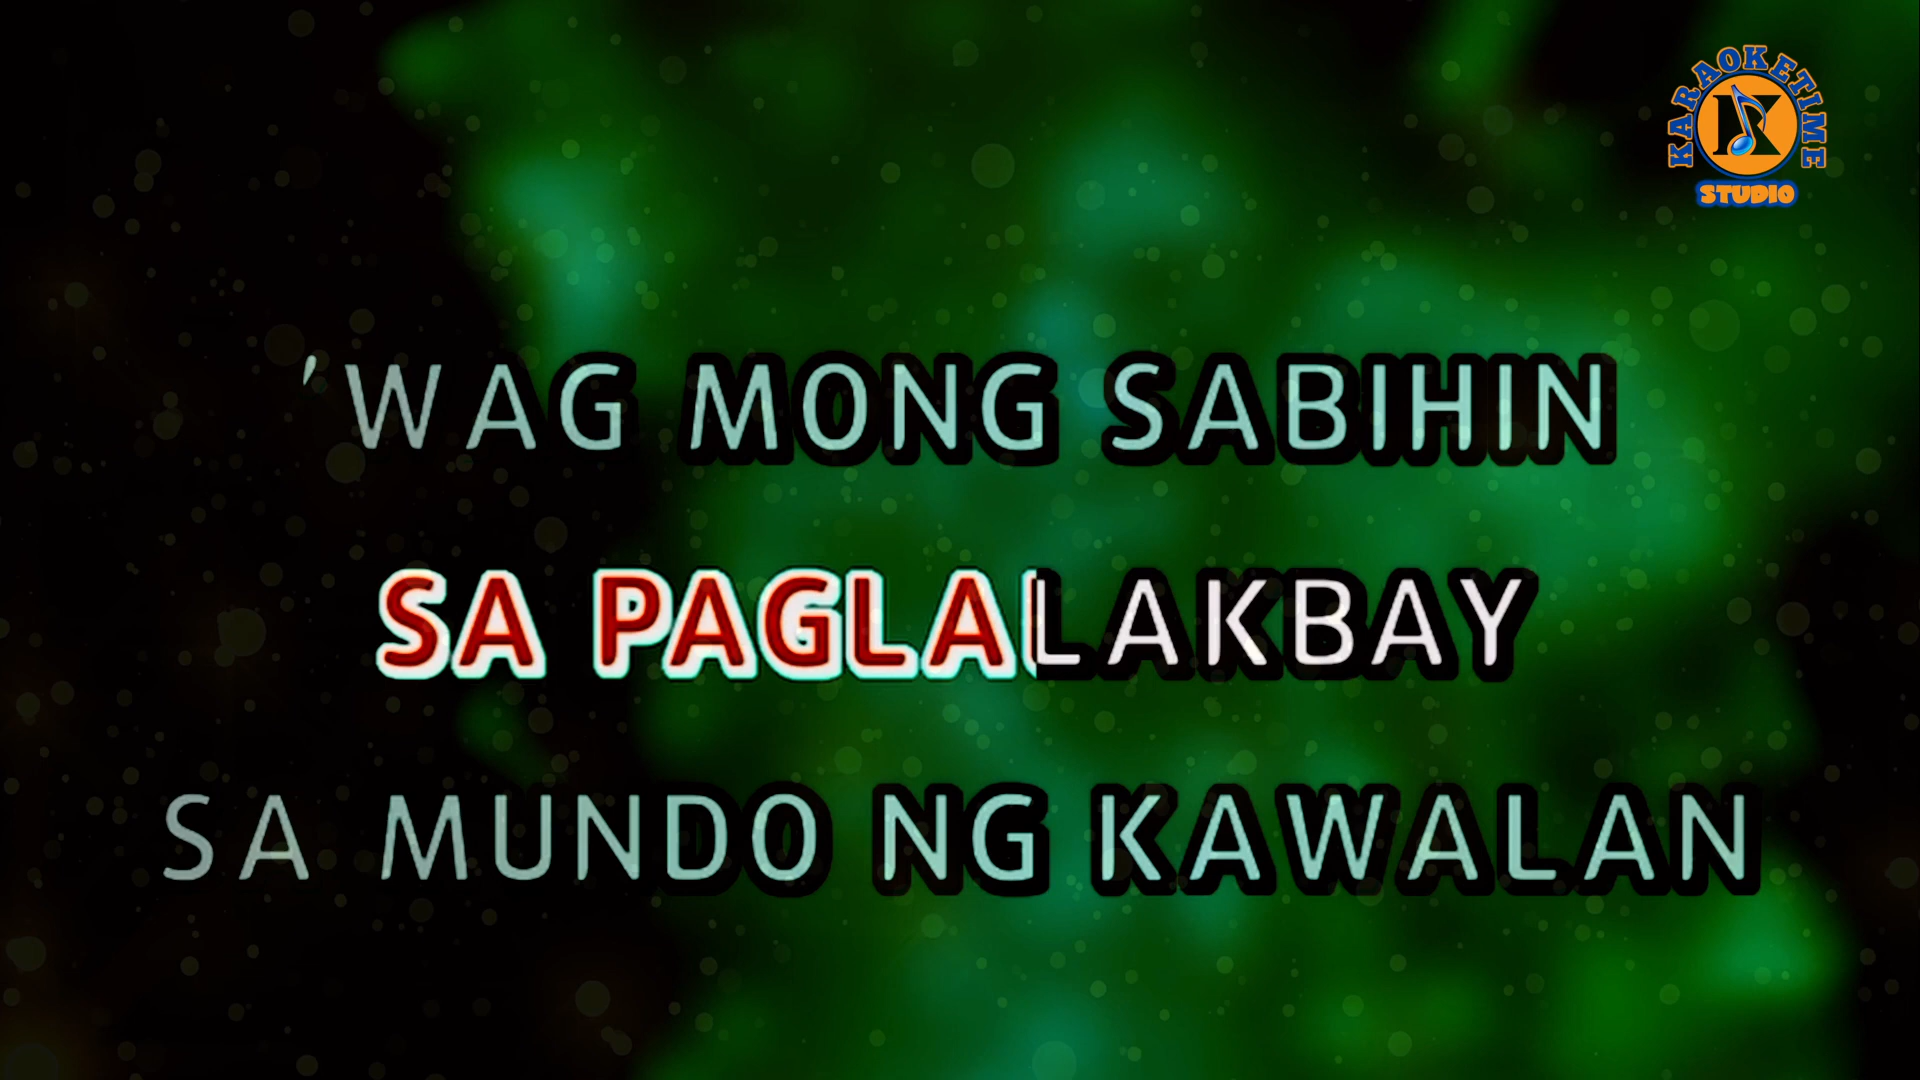 KARAOKETIME
STUDIO
'WAG MONG SABIHIN
SA PAGLALAKBAY
SA MUNDO NG KAWALAN